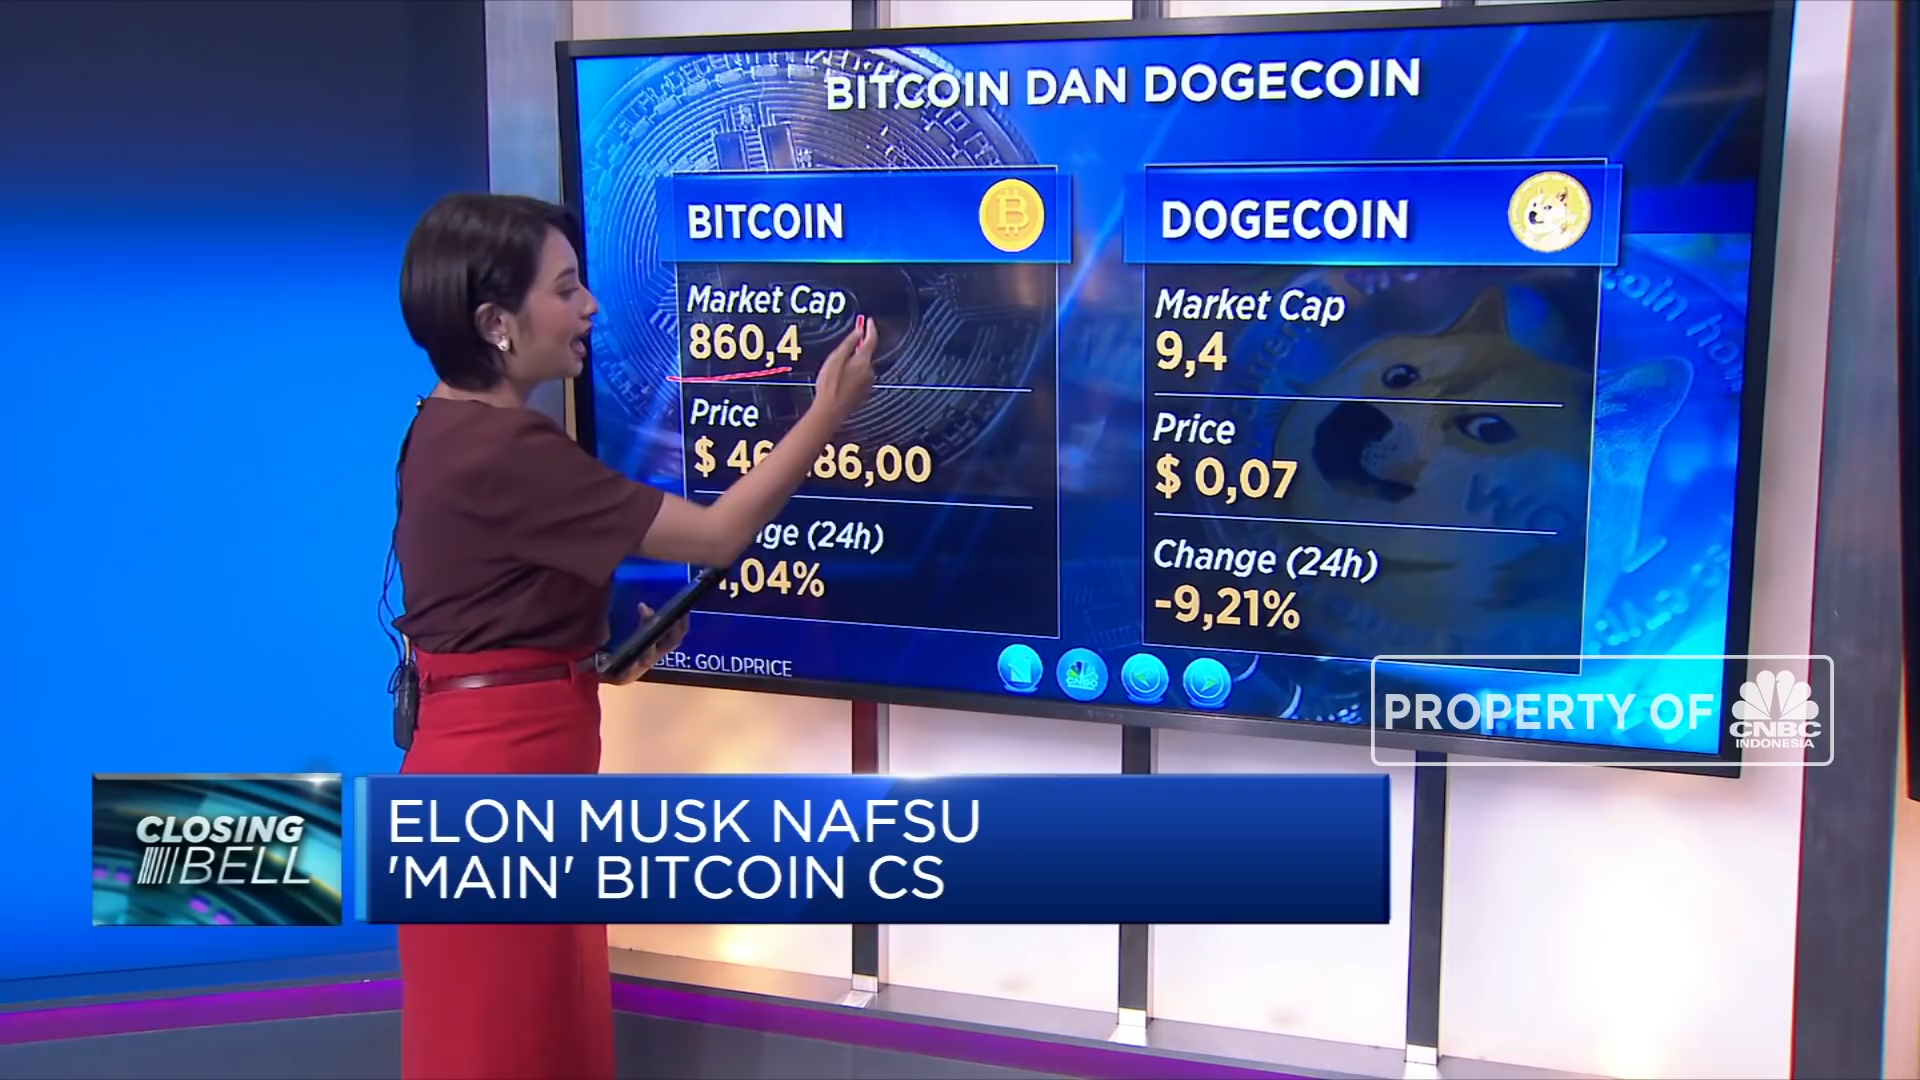 BITCOIN DAN DOGECOIN
BITCOIN
Market Cap
860,4
Price
86,00
(24h)
,04%
DOGECOIN
Market Cap
9,4
Price
$ 0,07
Change (24h)
-9,21%
GOLDPRICE
PROPERTY OF
CNBC
INDONESIA
CLOSING
BELL
ELON MUSK NAFSU
'MAIN' BITCOIN CS